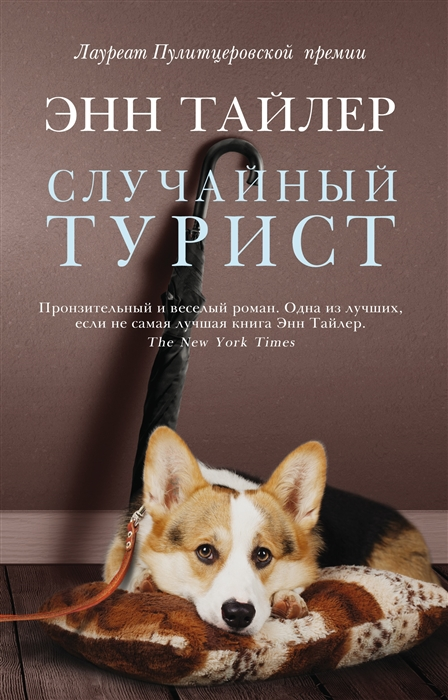 Лауреат Пулитцеровской премии
ЭНН ТАЙЛЕР
СЛУЧАЙНЫЙ
ТУРИСТ
Пронзительный и веселый роман. Одна из лучших,
если не самая лучшая книга Энн Тайлер.
The New York Times